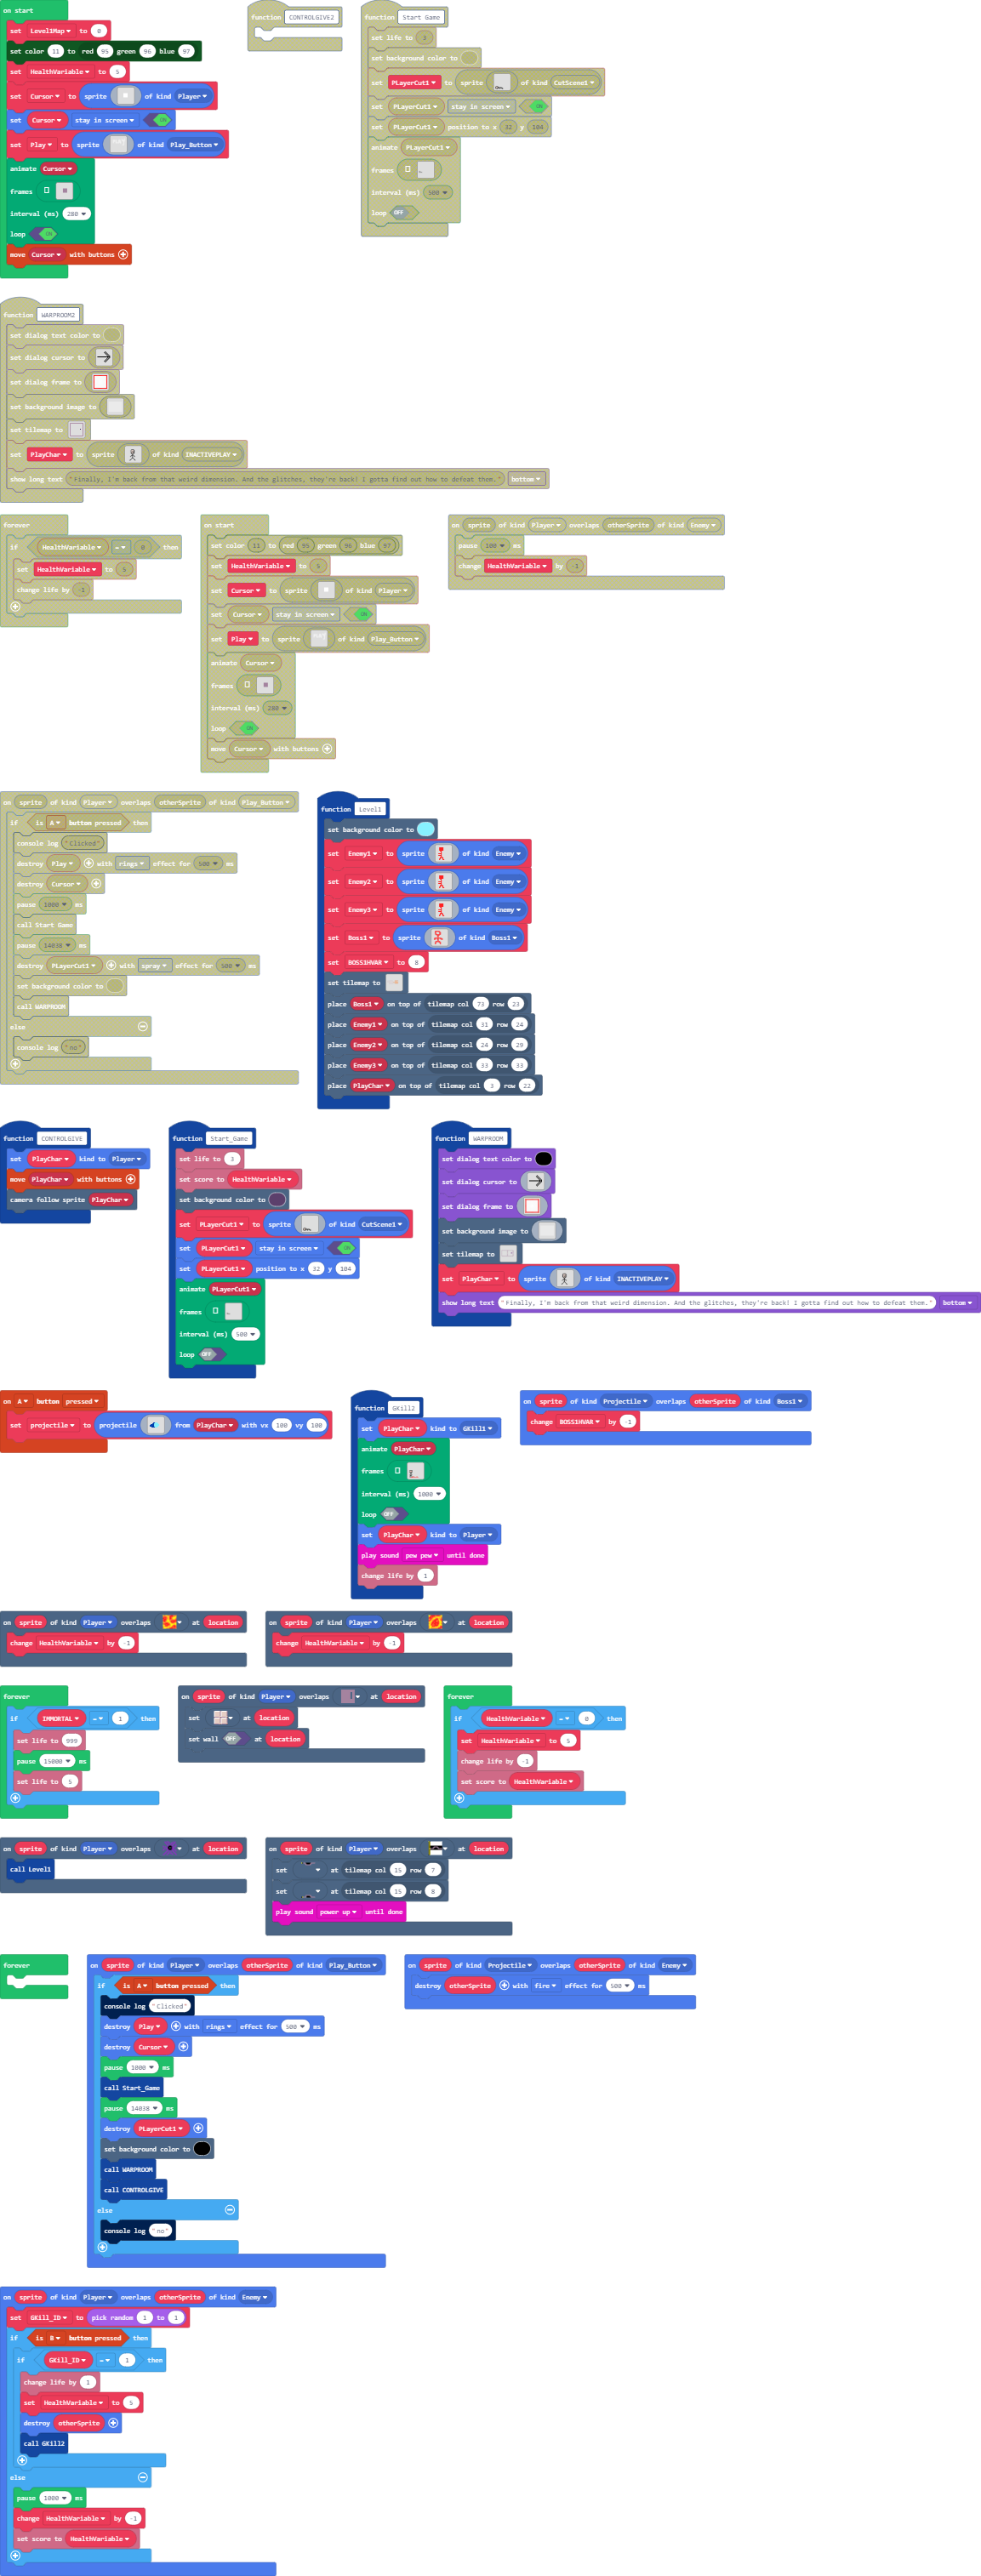 on start
set Level1Map to 0
set color 11 to red 95 green 96 blue 97
set HealthVariable to 5
set Cursor to sprite of kind Player
set Cursor stay in screen ON
set Play to sprite of kind Play_Button
animate Cursor
frames
interval (ms) 280
loop ON
move Cursor with buttons
function CONTROLGIVE2
function Start Game
set life to 3
set background color to
set PLayerCut1 to sprite of kind CutScene1
set PLayerCut1 stay in screen ON
set PLayerCut1 position to x 32 y 104
animate PLayerCut1
frames
interval (ms) 500
loop OFF
function WARPROOM2
set dialog text color to
set dialog cursor to
set dialog frame to
set background image to
set tilemap to
set PlayChar to sprite of kind INACTIVEPLAY
show long text "Finally, I'm back from that weird dimension. And the glitches, they're back! I gotta find out how to defeat them." bottom
forever
if HealthVariable = 0 then
set HealthVariable to 5
change life by -1
on start
set color 11 to red 95 green 96 blue 97
set HealthVariable to 5
set Cursor to sprite of kind Player
set Cursor stay in screen ON
set Play to sprite of kind Play_Button
animate Cursor
frames
interval (ms) 280
loop ON
move Cursor with buttons
on sprite of kind Player overlaps otherSprite of kind Enemy
pause 100 ms
change HealthVariable by -1
on sprite of kind Player overlaps otherSprite of kind Play_Button
if is A button pressed then
console log "Clicked"
destroy Play with rings effect for 500 ms
destroy Cursor
pause 1000 ms
call Start Game
pause 14038 ms
destroy PLayerCut1 with spray effect for 500 ms
set background color to
call WARPROOM
else
console log "no"
function Level1
set background color to
set Enemy1 to sprite of kind Enemy
set Enemy2 to sprite of kind Enemy
set Enemy3 to sprite of kind Enemy
set Boss1 to sprite of kind Boss1
set BOSS1HVAR to 8
set tilemap to
place Boss1 on top of tilemap col 73 row 23
place Enemy1 on top of tilemap col 31 row 24
place Enemy2 on top of tilemap col 24 row 29
place Enemy3 on top of tilemap col 33 row 33
place PlayChar on top of tilemap col 3 row 22
function CONTROLGIVE
set PlayChar kind to Player
move PlayChar with buttons
camera follow sprite PlayChar
function Start_Game
set life to 3
set score to HealthVariable
set background color to
set PLayerCut1 to sprite of kind CutScene1
set PLayerCut1 stay in screen ON
set PLayerCut1 position to x 32 y 104
animate PLayerCut1
frames
interval (ms) 500
loop OFF
function WARPROOM
set dialog text color to
set dialog cursor to
set dialog frame to
set background image to
set tilemap to
set PlayChar to sprite of kind INACTIVEPLAY
show long text "Finally, I'm back from that weird dimension. And the glitches, they're back! I gotta find out how to defeat them." bottom
on A button pressed
set projectile to projectile from PlayChar with vx 100 vy 100
function GKill2
set PlayChar kind to GKill1
animate PlayChar
frames
interval (ms) 1000
loop OFF
set PlayChar kind to Player
play sound pew pew until done
change life by 1
on sprite of kind Projectile overlaps otherSprite of kind Boss1
change BOSS1HVAR by -1
on sprite of kind Player overlaps at location
change HealthVariable by -1
on sprite of kind Player overlaps at location
change HealthVariable by -1
forever
if IMMORTAL = 1 then
set life to 999
pause 15000 ms
set life to 5
on sprite of kind Player overlaps at location
set at location
set wall OFF at location
forever
if HealthVariable = 0 then
set HealthVariable to 5
change life by -1
set score to HealthVariable
on sprite of kind Player overlaps at location
call Level1
on sprite of kind Player overlaps at location
set at tilemap col 15 row 7
set at tilemap col 15 row 8
play sound power up until done
forever
on sprite of kind Player overlaps otherSprite of kind Play_Button
if is A button pressed then
console log "Clicked"
destroy Play with rings effect for 500 ms
destroy Cursor
pause 1000 ms
call Start_Game
pause 14038 ms
destroy PLayerCut1
set background color to
call WARPROOM
call CONTROLGIVE
else
console log "no"
on sprite of kind Projectile overlaps otherSprite of kind Enemy
destroy otherSprite with fire effect for 500 ms
on sprite of kind Player overlaps otherSprite of kind Enemy
set GKill_ID to pick random 1 to 1
if is B button pressed then
if GKill_ID = 1 then
change life by 1
set HealthVariable to 5
destroy otherSprite
call GKill2
else
pause 1000 ms
change HealthVariable by -1
set score to HealthVariable